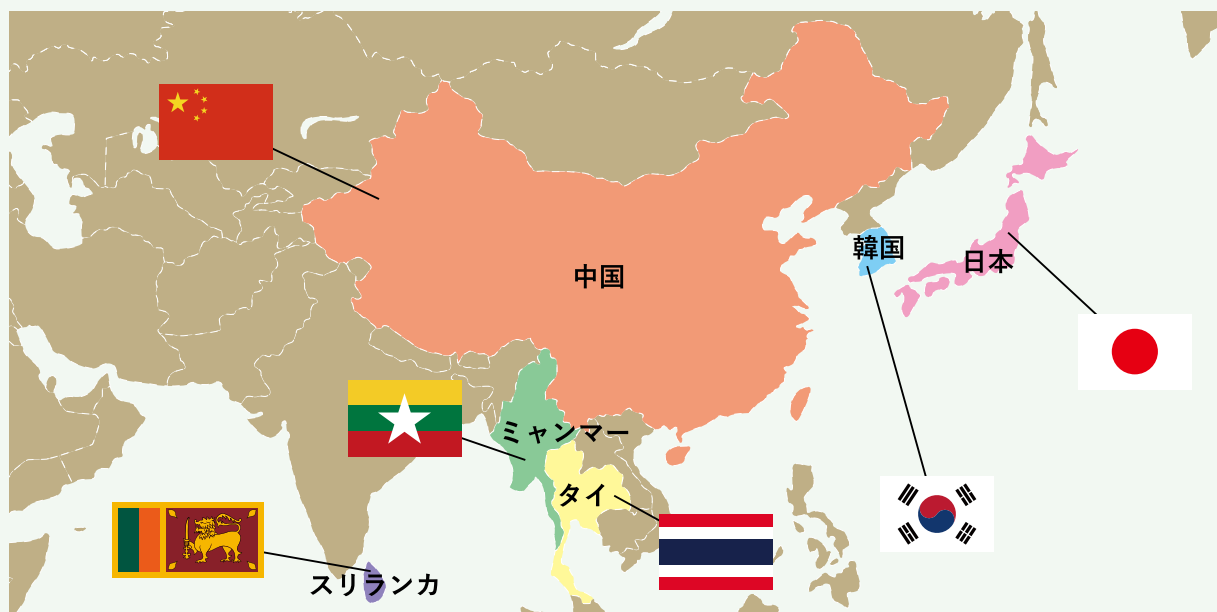 中国
韓国
日本
ミャンマー
タイ
スリランカ